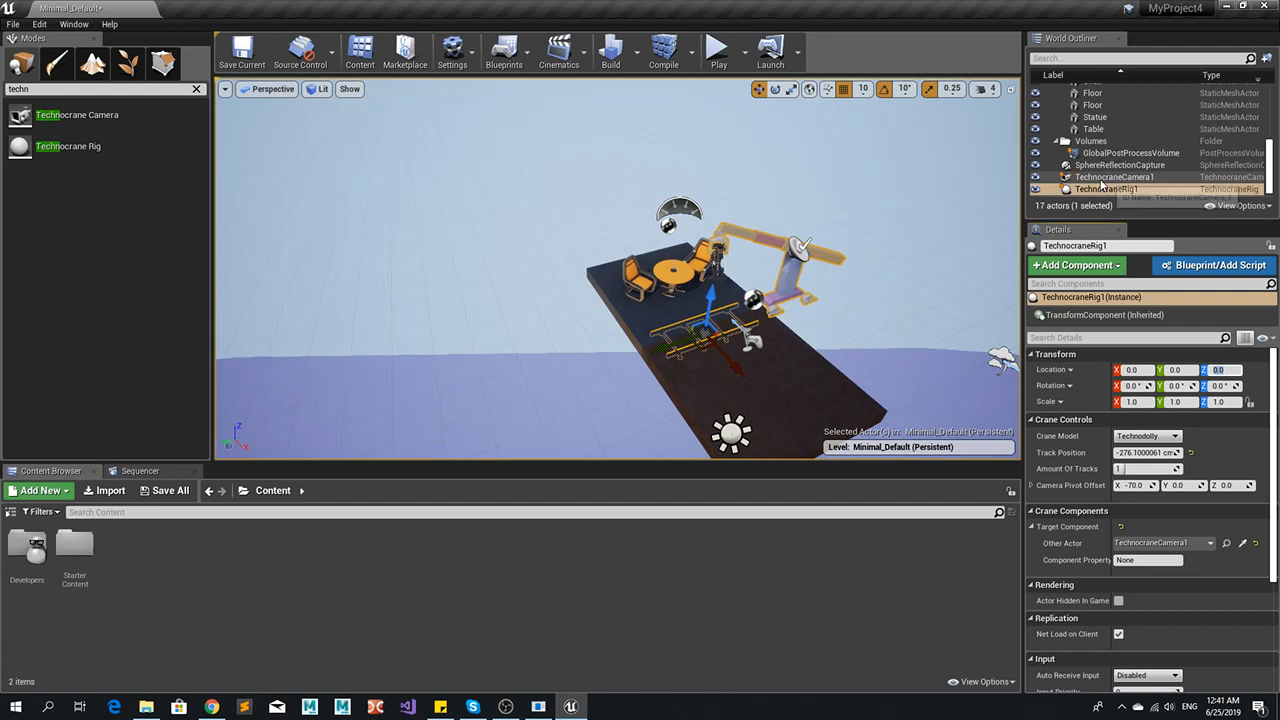 Minimal_Default*
MyProject4
File Edit Window Help
Modes
techn
Technocrane Camera
Technocrane Rig
Save Current Source Control Content Marketplace Settings Blueprints Cinematics Build Compile Play Launch
Perspective Lit Show
10 10° 0.25 4
Selected Actor(s) in: Minimal_Default (Persistent)
Level: Minimal_Default (Persistent)
World Outliner
Search...
Label Type
Floor StaticMeshActor
Floor StaticMeshActor
Statue StaticMeshActor
Table StaticMeshActor
Volumes Folder
GlobalPostProcessVolume PostProcessVolu
SphereReflectionCapture SphereReflectionC
TechnocraneCamera1 TechnocraneCam
TechnocraneRig1 TechnocraneRig
17 actors (1 selected) View Options
Details
TechnocraneRig1
+Add Component Blueprint/Add Script
Search Components
TechnocraneRig1(Instance)
TransformComponent (Inherited)
Search Details
Transform
Location X 0.0 Y 0.0 Z 0.0
Rotation X 0.0° Y 0.0° Z 0.0°
Scale X 1.0 Y 1.0 Z 1.0
Crane Controls
Crane Model Technodolly
Track Position -276.1000061 cm
Amount Of Tracks 1
Camera Pivot Offset X -70.0 Y 0.0 Z 0.0
Crane Components
Target Component
Other Actor TechnocraneCamera1
Component Property None
Rendering
Actor Hidden In Game
Replication
Net Load on Client
Input
Auto Receive Input Disabled
Content Browser Sequencer
Add New Import Save All Content
Filters Search Content
Developers
Starter
Content
2 items View Options
ENG 12:41 AM
6/25/2019